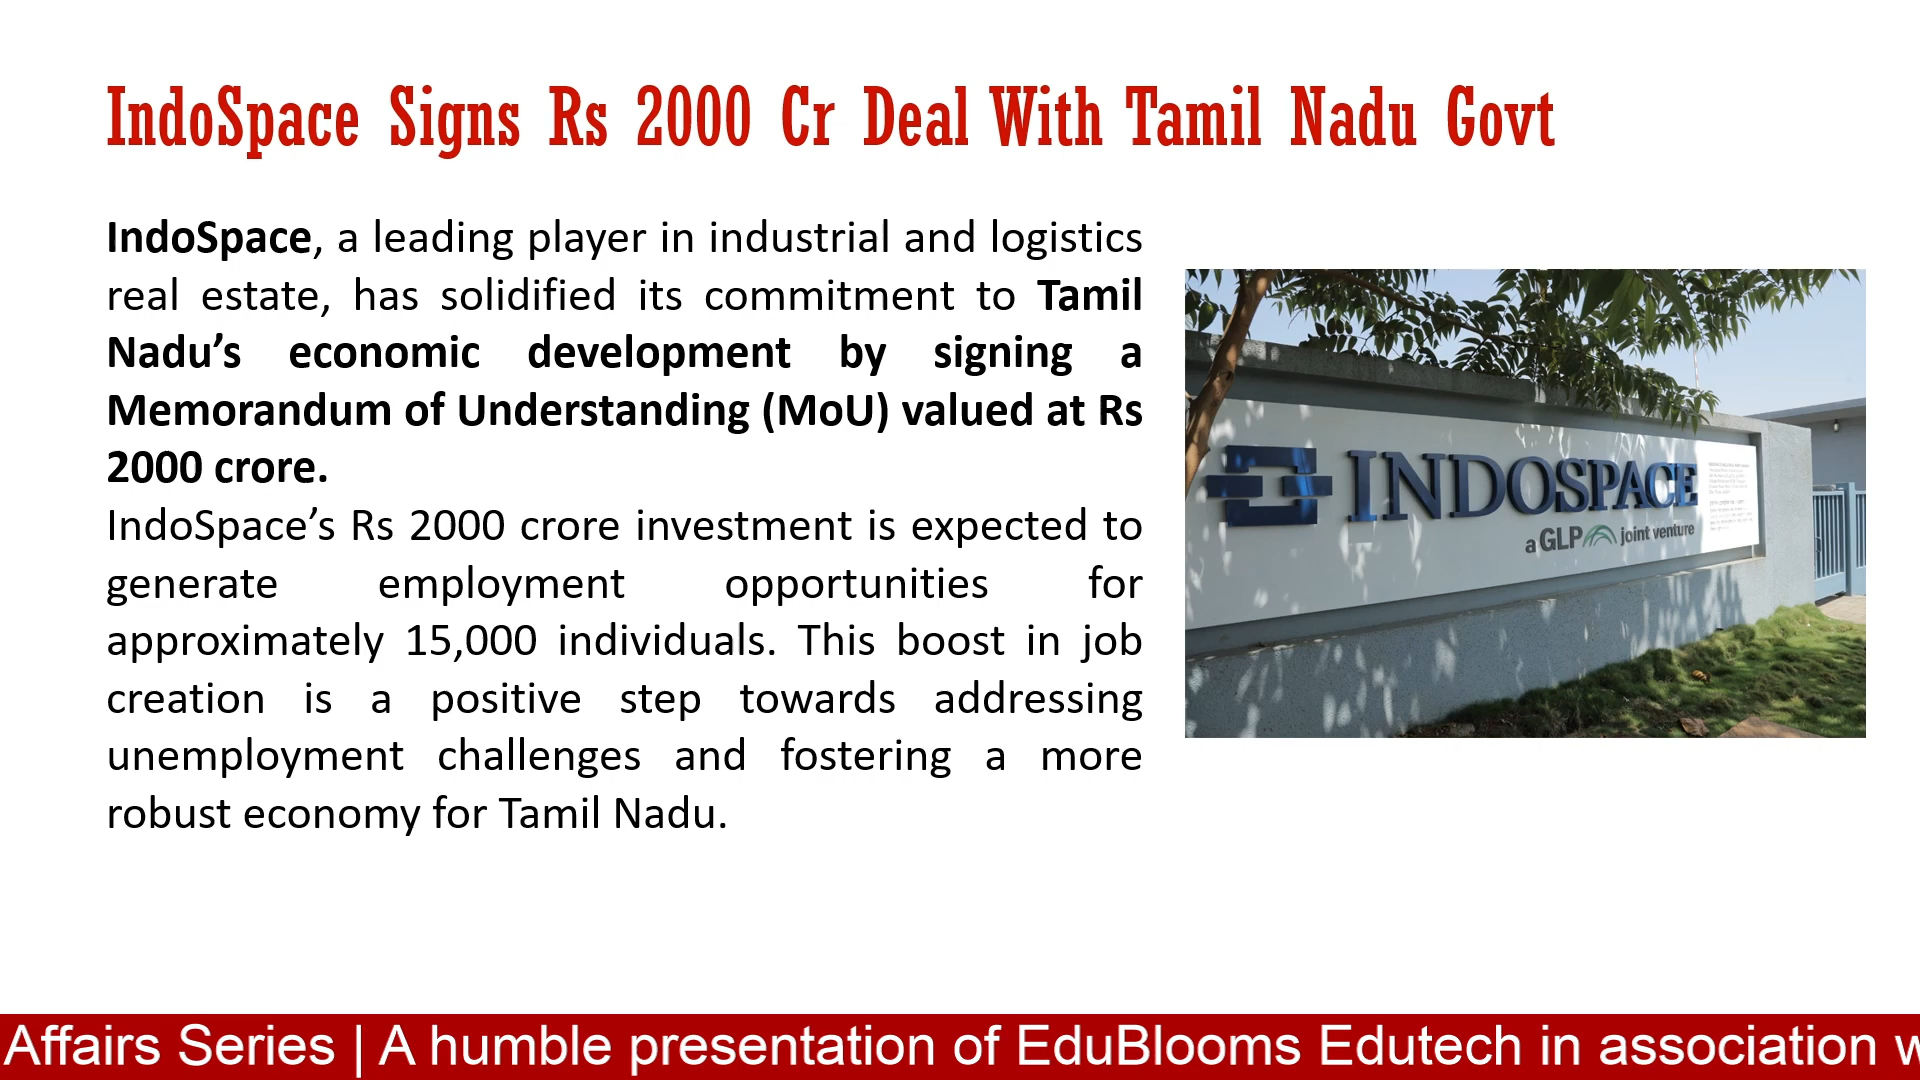 IndoSpace Signs Rs 2000 Cr Deal With Tamil Nadu Govt
IndoSpace, a leading player in industrial and logistics
real estate, has solidified its commitment to Tamil
Nadu’s economic development by signing a
Memorandum of Understanding (MoU) valued at Rs
2000 crore.
IndoSpace’s Rs 2000 crore investment is expected to
generate employment opportunities for
approximately 15,000 individuals. This boost in job
creation is a positive step towards addressing
unemployment challenges and fostering a more
robust economy for Tamil Nadu.
INDOSPACE
a GLP joint venture
Affairs Series | A humble presentation of EduBlooms Edutech in association